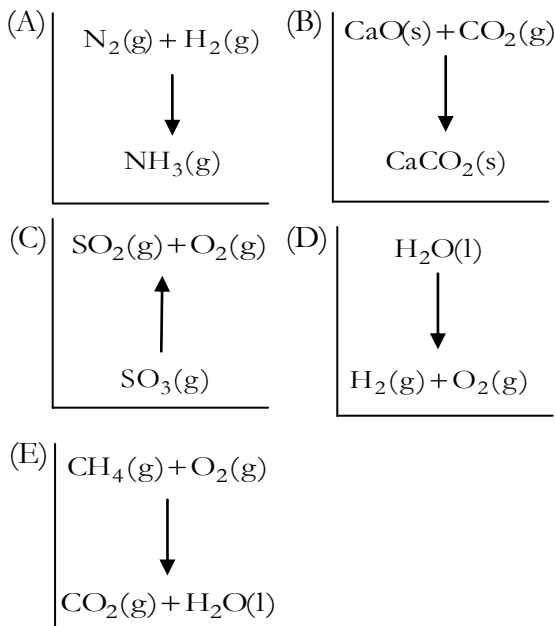 (A)
N₂(g) + H₂(g)
NH₃(g)
(B)
CaO(s) + CO₂(g)
CaCO₂(s)
(C)
SO₂(g) + O₂(g)
SO₃(g)
(D)
H₂O(l)
H₂(g) + O₂(g)
(E)
CH₄(g) + O₂(g)
CO₂(g) + H₂O(l)